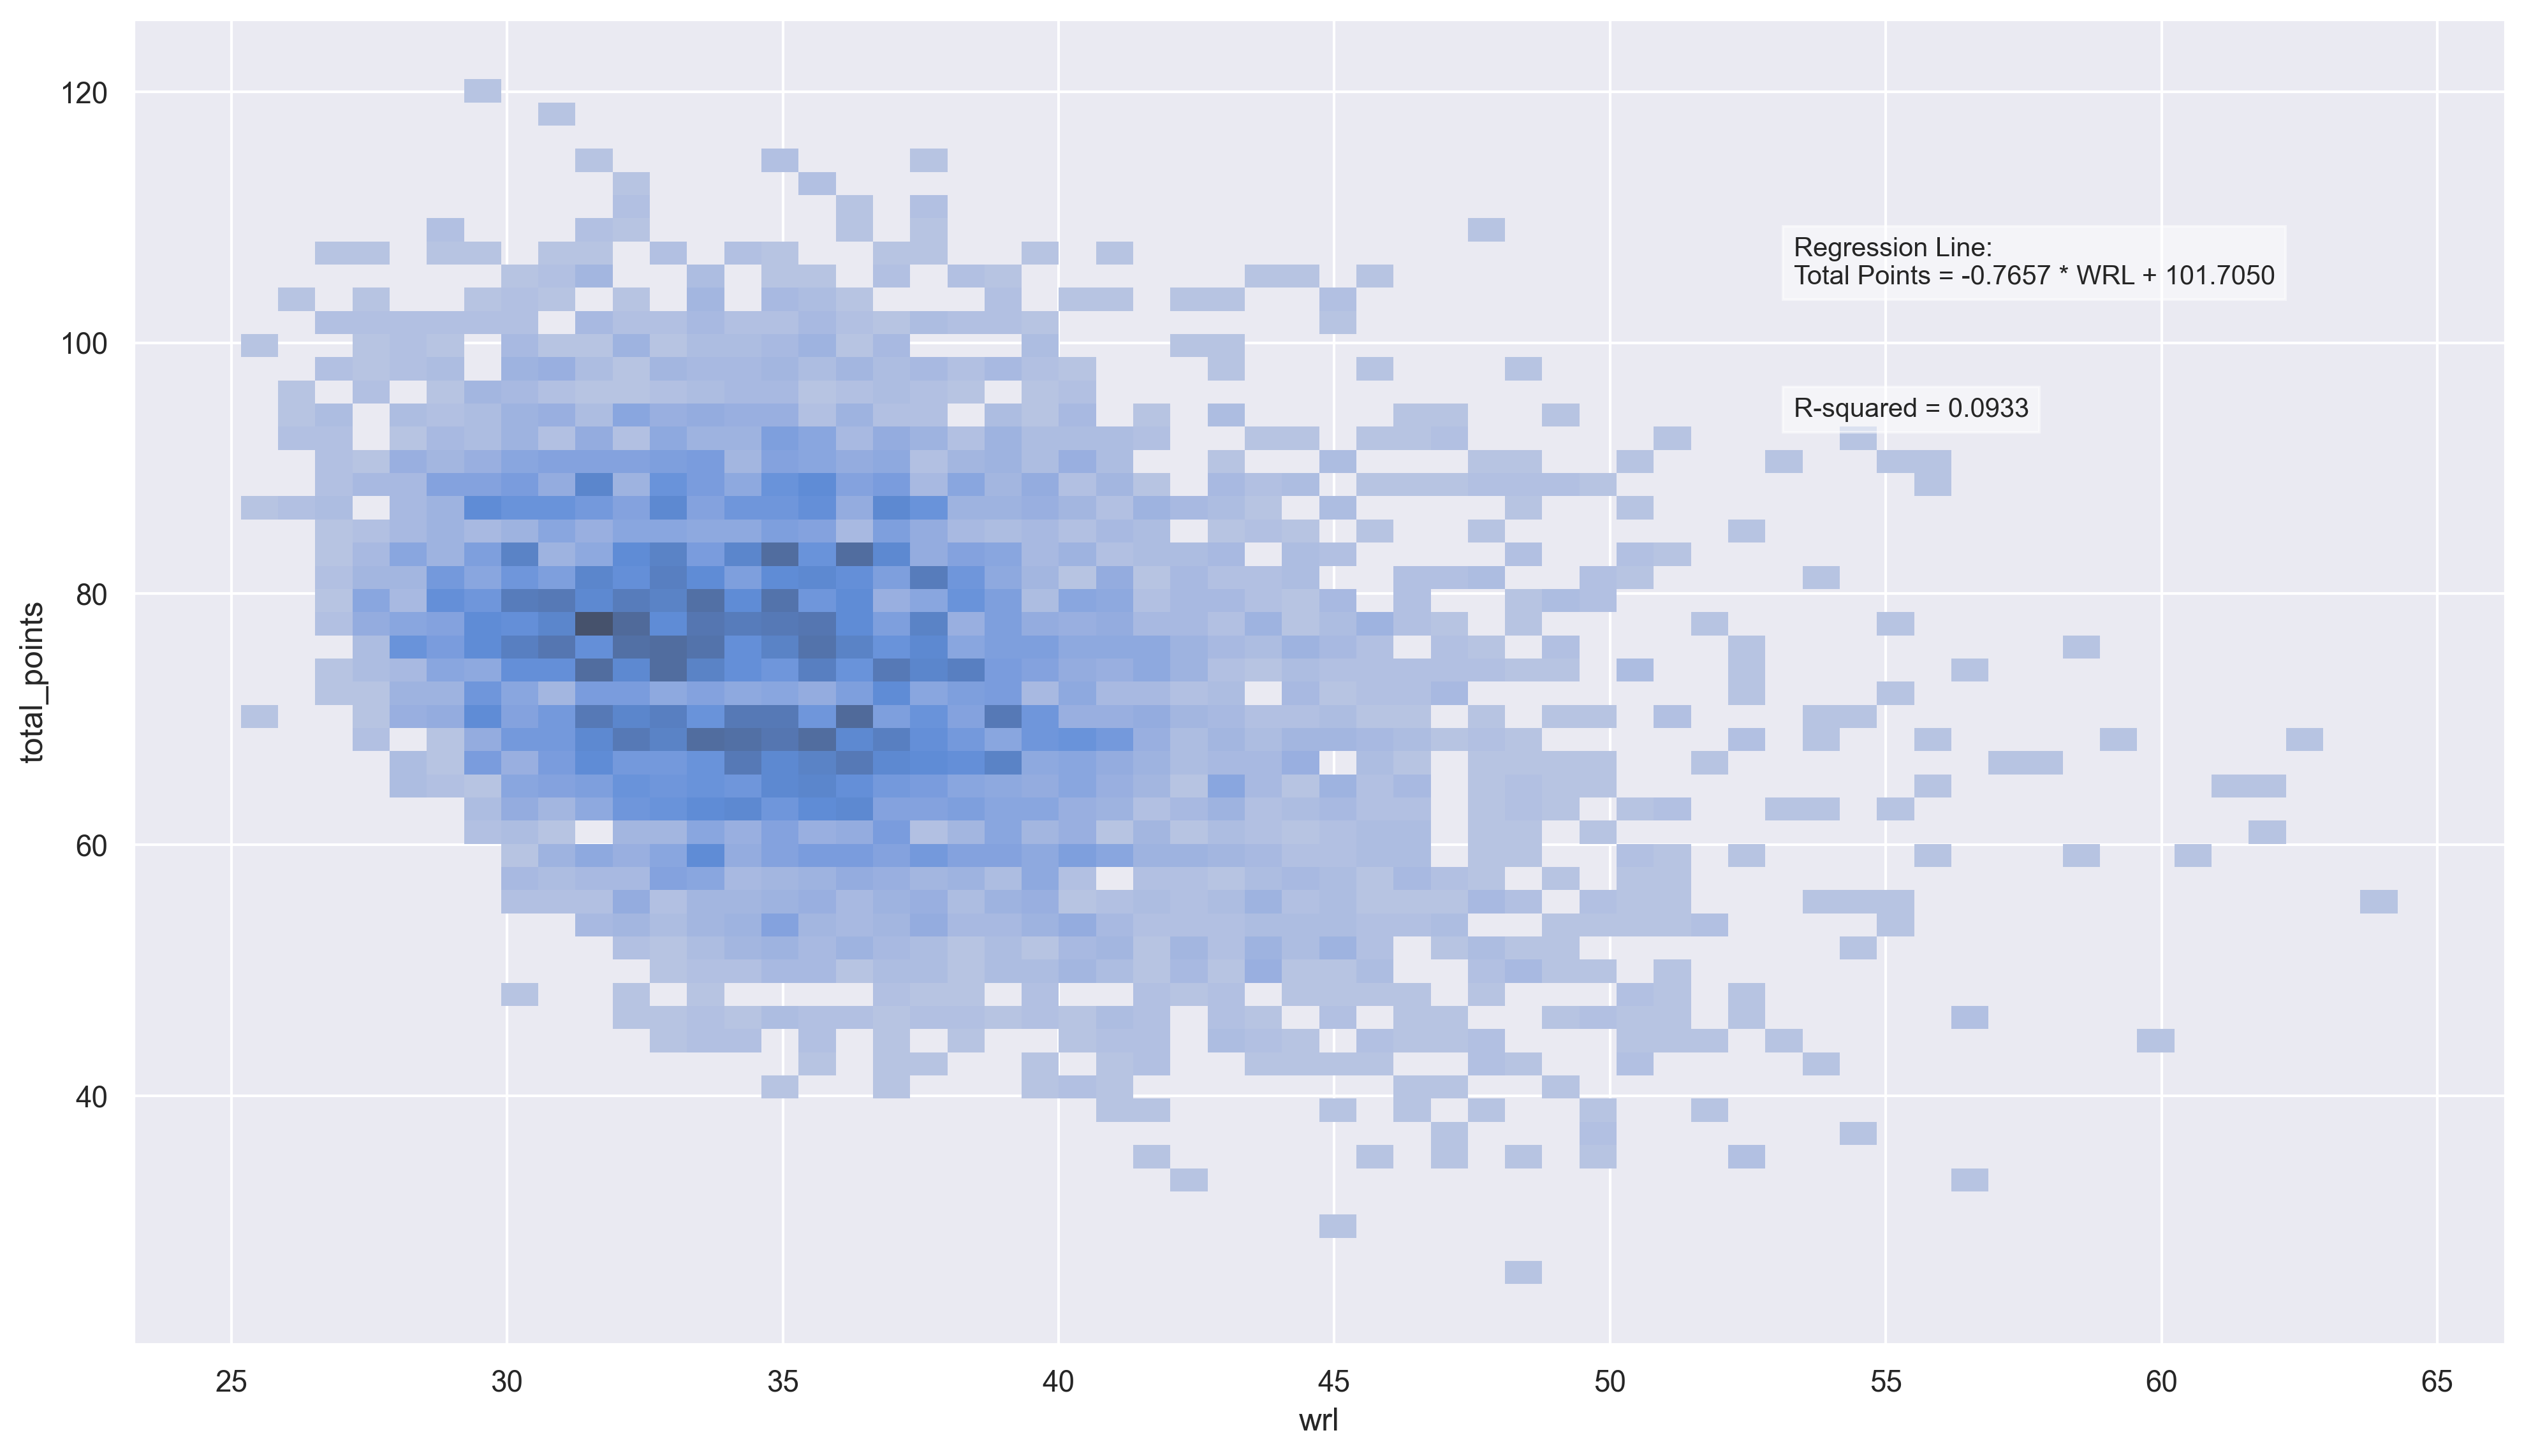 120
100
80
60
40
total_points
Regression Line:
Total Points = -0.7657 * WRL + 101.7050
R-squared = 0.0933
25 30 35 40 45 50 55 60 65
wrl